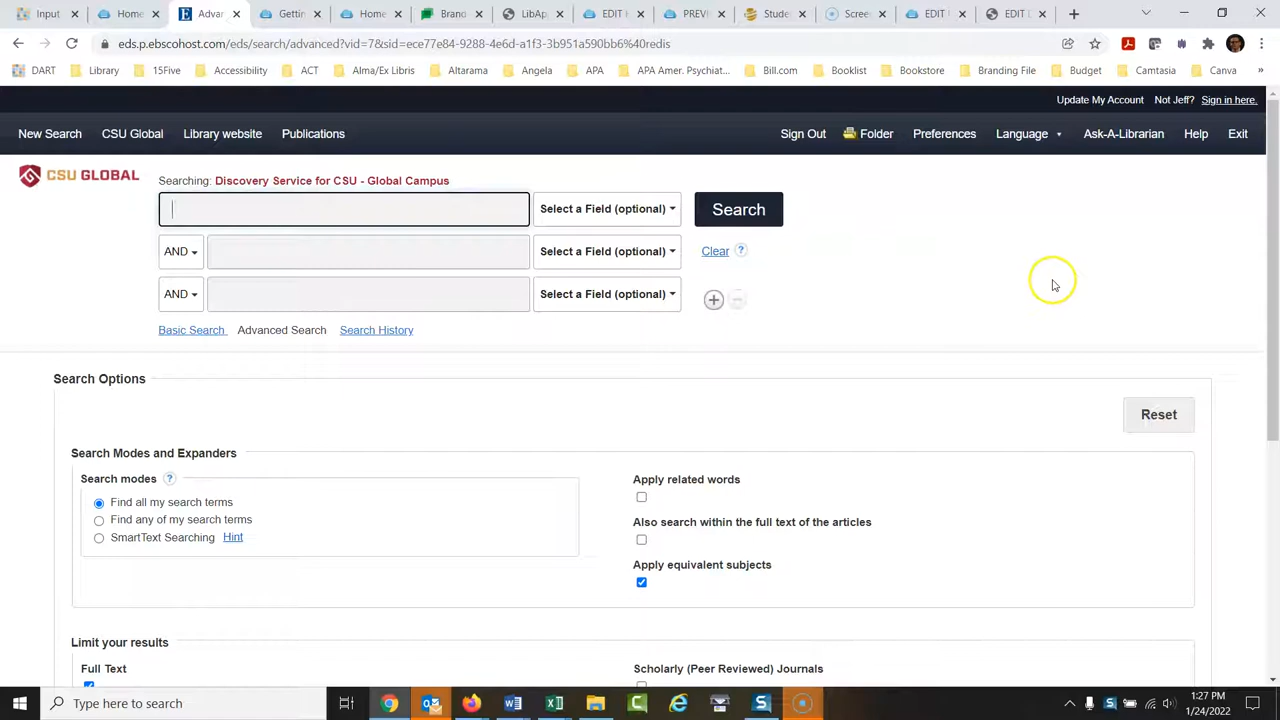 Input
Home
Advar
Gettin
Home
Brano
LibAp
EDIT I
PREVI
Stude
Screer
EDIT
EDIT L
eds.p.ebscohost.com/eds/search/advanced?vid=7&sid=ece77e84-9288-4e6d-aec1-3b951a590bb6%40redis
DART
Library
15Five
Accessibility
ACT
Alma/Ex Libris
Altarama
Angela
APA
APA Amer. Psychiat...
Bill.com
Booklist
Bookstore
Branding File
Budget
Camtasia
Canva
»
Update My Account Not Jeff? Sign in here.
New Search CSU Global Library website Publications Sign Out Folder Preferences Language Ask-A-Librarian Help Exit
CSU GLOBAL
Searching: Discovery Service for CSU - Global Campus
Select a Field (optional) Search
AND Select a Field (optional) Clear ?
AND Select a Field (optional)
Basic Search Advanced Search Search History
Search Options
Reset
Search Modes and Expanders
Search modes ?
Find all my search terms
Find any of my search terms
SmartText Searching Hint
Apply related words
Also search within the full text of the articles
Apply equivalent subjects
Limit your results
Full Text
Scholarly (Peer Reviewed) Journals
Type here to search
1:27 PM
1/24/2022